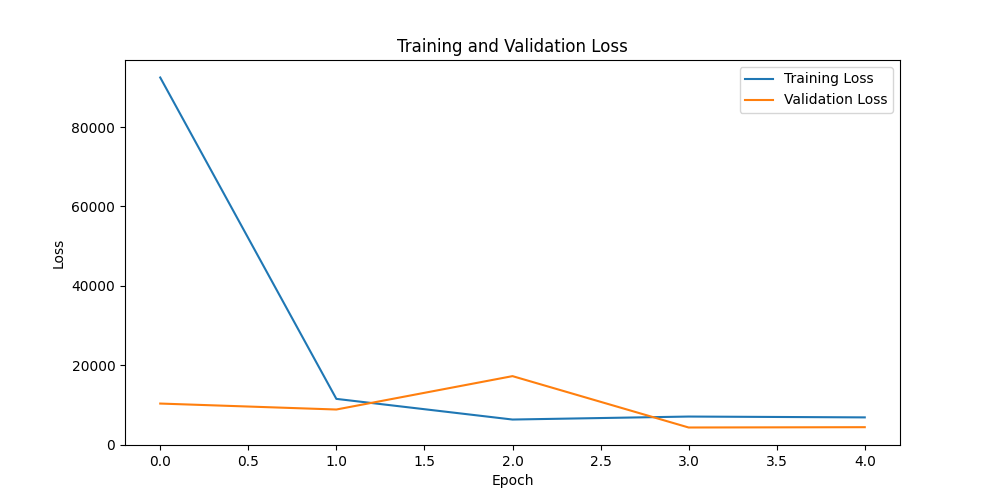 Training and Validation Loss
Training Loss
Validation Loss
80000
60000
40000
20000
0
Loss
0.0 0.5 1.0 1.5 2.0 2.5 3.0 3.5 4.0
Epoch